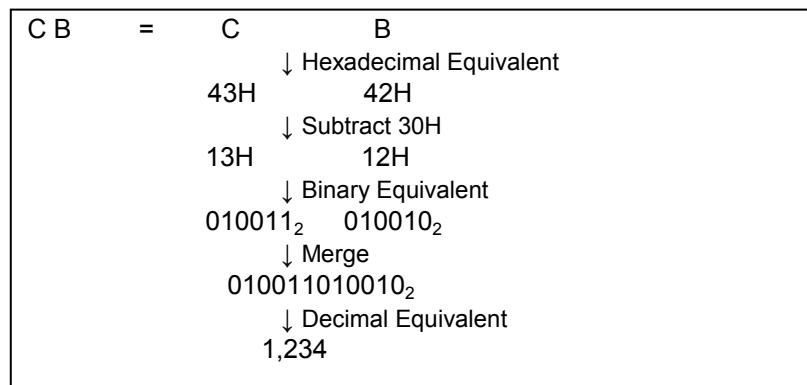 C B = C B
↓ Hexadecimal Equivalent
43H 42H
↓ Subtract 30H
13H 12H
↓ Binary Equivalent
010011₂ 010010₂
↓ Merge
010011010010₂
↓ Decimal Equivalent
1,234